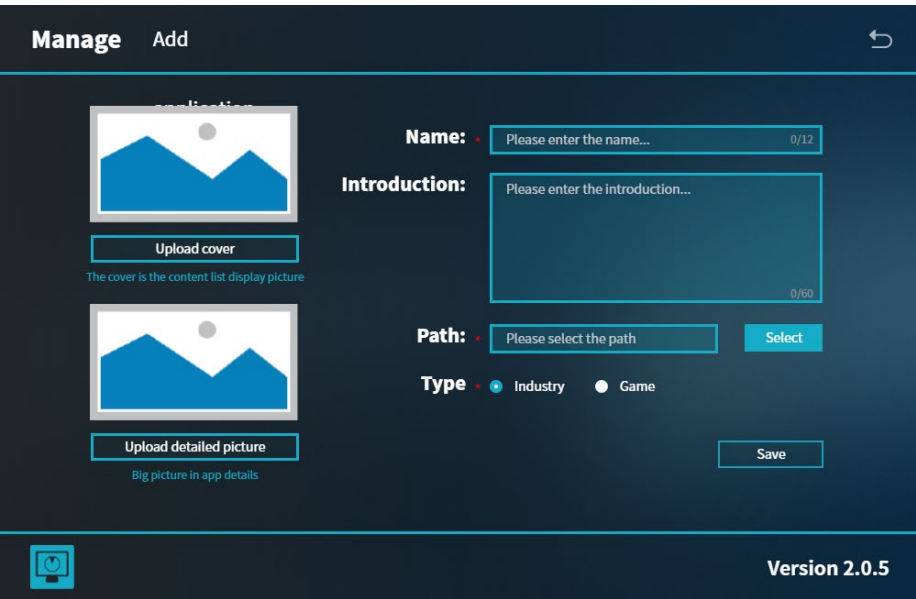 Manage Add
application
Name: Please enter the name... 0/12
Introduction: Please enter the introduction...
0/60
Upload cover
The cover is the content list display picture
Path: Please select the path Select
Type Industry Game
Upload detailed picture
Big picture in app details
Save
Version 2.0.5